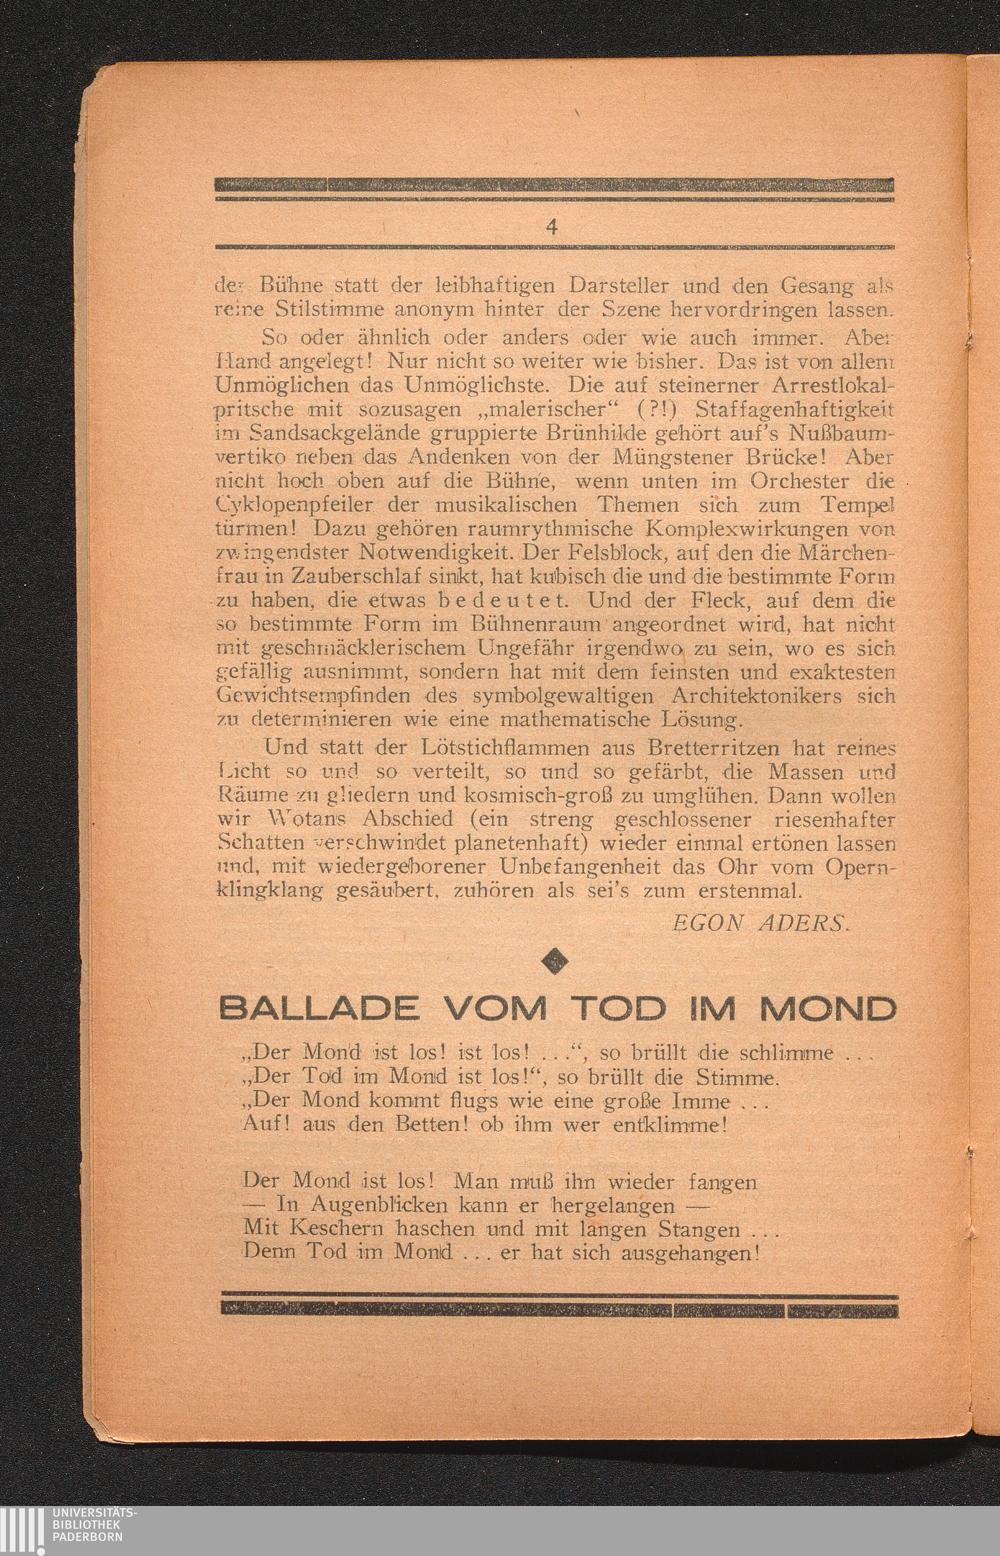 4
der Bühne statt der leibhaftigen Darsteller und den Gesang als
reine Stilstimme anonym hinter der Szene hervordringen lassen.
So oder ähnlich oder anders oder wie auch immer. Aber
Hand angelegt! Nur nicht so weiter wie bisher. Das ist von allem
Unmöglichen das Unmöglichste. Die auf steinerner Arrestlokal-
pritsche mit sozusagen „malerischer“ (?!) Staffagenhaftigkeit
im Sandsackgelände gruppierte Brünhilde gehört auf's Nußbaum-
vertiko neben das Andenken von der Müngstener Brücke! Aber
nicht hoch oben auf die Bühne, wenn unten im Orchester die
Cyklopenpfeiler der musikalischen Themen sich zum Tempel
türmen! Dazu gehören raumrythmische Komplexwirkungen von
zwingendster Notwendigkeit. Der Felsblock, auf den die Märchen-
frau in Zauberschlaf sinkt, hat kubisch die und die bestimmte Form
zu haben, die etwas bedeutet. Und der Fleck, auf dem die
so bestimmte Form im Bühnenraum angeordnet wird, hat nicht
mit geschmäcklerischem Ungefähr irgendwo zu sein, wo es sich
gefällig ausnimmt, sondern hat mit dem feinsten und exaktesten
Gewichtsempfinden des symbolgewaltigen Architektonikers sich
zu determinieren wie eine mathematische Lösung.
Und statt der Lötstichflammen aus Bretterritzen hat reines
Licht so und so verteilt, so und so gefärbt, die Massen und
Räume zu gliedern und kosmisch-groß zu umglühen. Dann wollen
wir Wotans Abschied (ein streng geschlossener riesenhafter
Schatten verschwindet planetenhaft) wieder einmal ertönen lassen
und, mit wiedergeborener Unbefangenheit das Ohr vom Opern-
klingklang gesäubert, zuhören als sei's zum erstenmal.
EGON ADERS.
BALLADE VOM TOD IM MOND
„Der Mond ist los! ist los! . . .“, so brüllt die schlimme . . .
„Der Tod im Mond ist los!“, so brüllt die Stimme.
„Der Mond kommt flugs wie eine große Imme . . .
Auf! aus den Betten! ob ihm wer entklimme!
Der Mond ist los! Man muß ihn wieder fangen
— In Augenblicken kann er hergelangen —
Mit Keschern haschen und mit langen Stangen . . .
Denn Tod im Mond . . . er hat sich ausgehangen!
UNIVERSITÄTS-
BIBLIOTHEK
PADERBORN